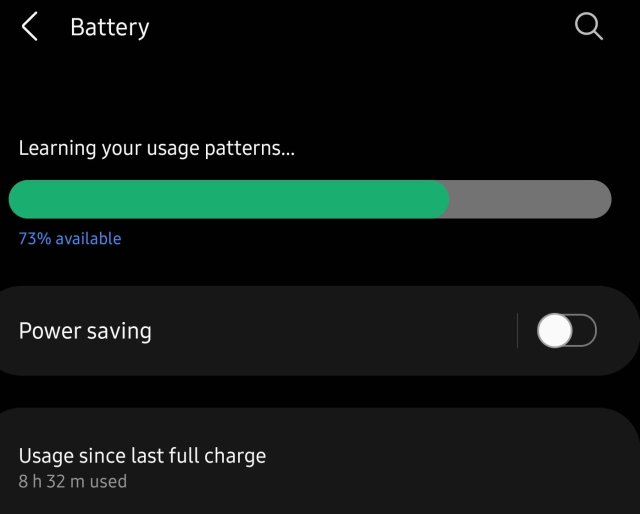 Battery
Learning your usage patterns...
73% available
Power saving
Usage since last full charge
8 h 32 m used